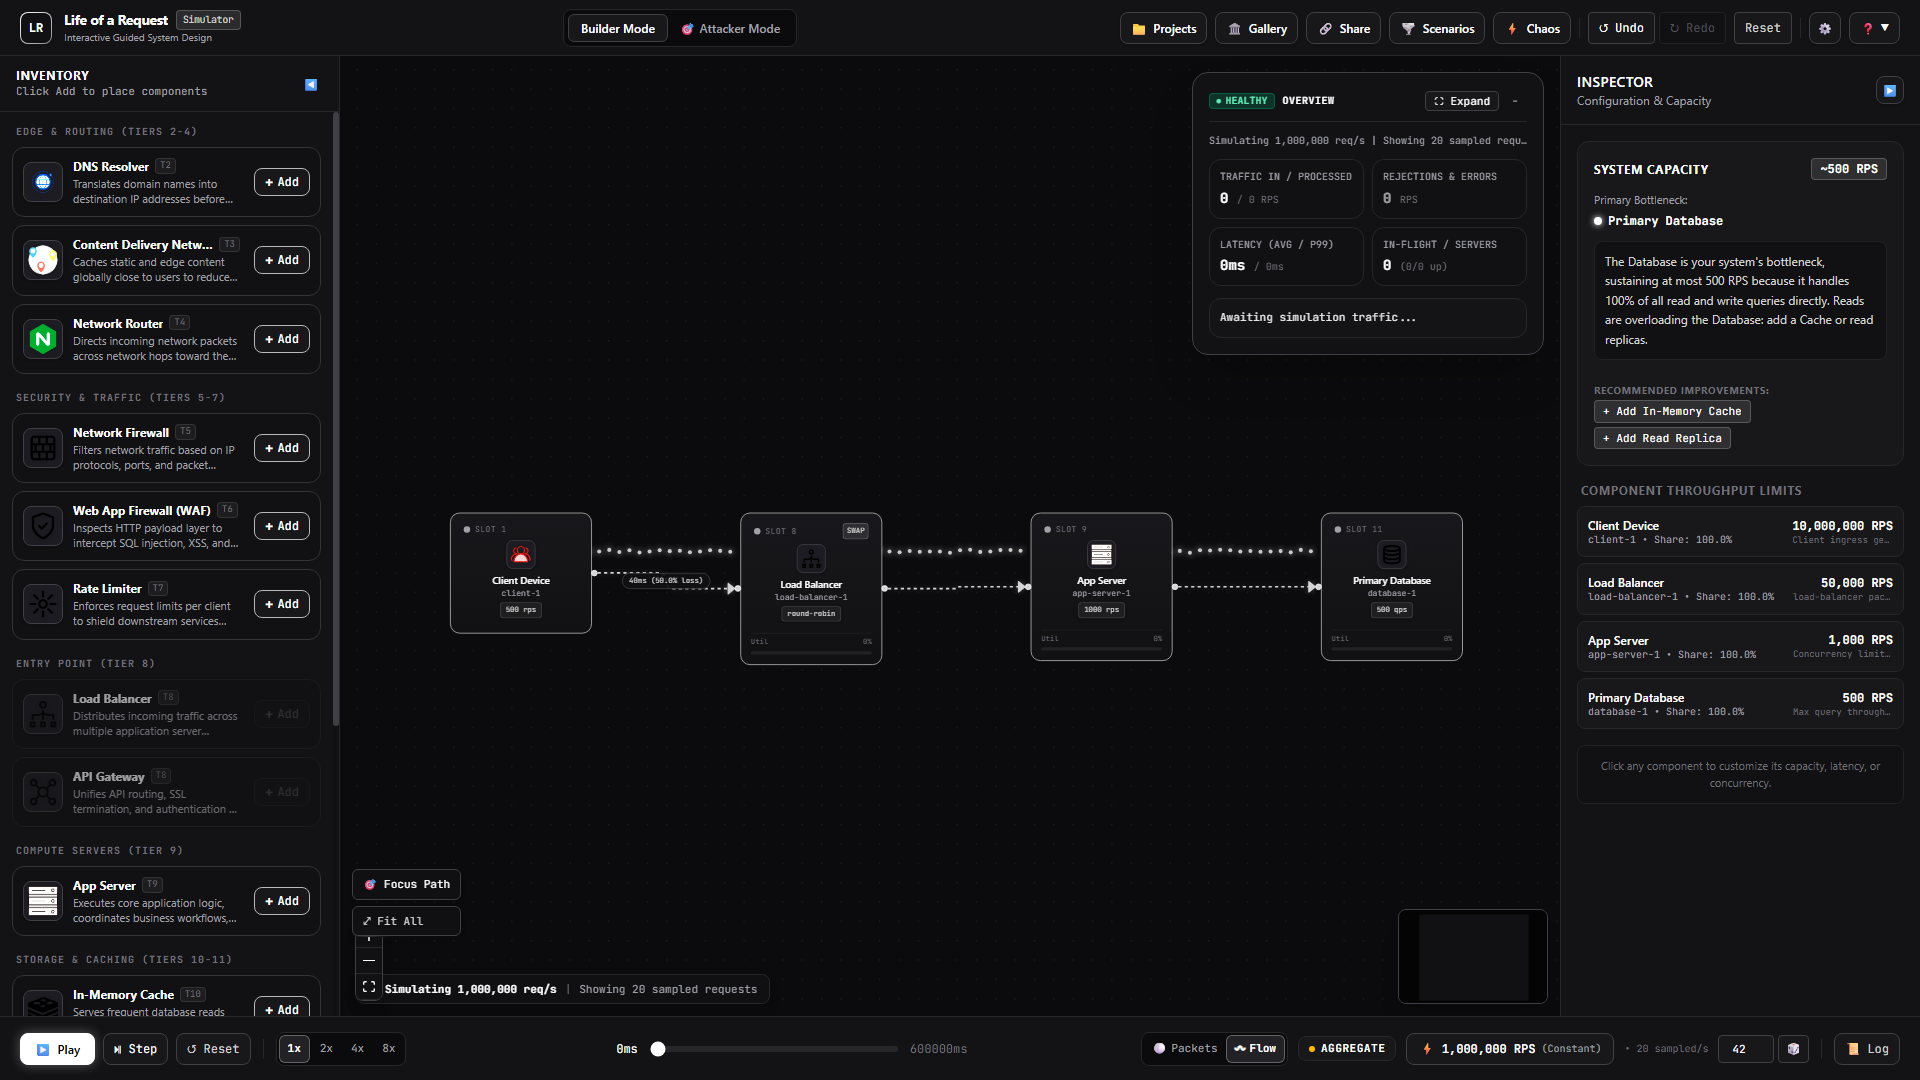 LR
Life of a Request
Simulator
Interactive Guided System Design
Builder Mode
Attacker Mode
Projects
Gallery
Share
Scenarios
Chaos
↺ Undo
↻ Redo
Reset
INVENTORY
Click Add to place components
EDGE & ROUTING (TIERS 2-4)
DNS Resolver T2
Translates domain names into
destination IP addresses before...
+ Add
Content Delivery Netw... T3
Caches static and edge content
globally close to users to reduce...
+ Add
Network Router T4
Directs incoming network packets
across network hops toward the...
+ Add
SECURITY & TRAFFIC (TIERS 5-7)
Network Firewall T5
Filters network traffic based on IP
protocols, ports, and packet...
+ Add
Web App Firewall (WAF) T6
Inspects HTTP payload layer to
intercept SQL injection, XSS, and...
+ Add
Rate Limiter T7
Enforces request limits per client
to shield downstream services...
+ Add
ENTRY POINT (TIER 8)
Load Balancer T8
Distributes incoming traffic across
multiple application server...
+ Add
API Gateway T8
Unifies API routing, SSL
termination, and authentication ...
+ Add
COMPUTE SERVERS (TIER 9)
App Server T9
Executes core application logic,
coordinates business workflows,...
+ Add
STORAGE & CACHING (TIERS 10-11)
In-Memory Cache T10
Serves frequent database reads
+ Add
HEALTHY OVERVIEW
Expand
-
Simulating 1,000,000 req/s | Showing 20 sampled requ…
TRAFFIC IN / PROCESSED
0 / 0 RPS
REJECTIONS & ERRORS
0 RPS
LATENCY (AVG / P99)
0ms / 0ms
IN-FLIGHT / SERVERS
0 (0/0 up)
Awaiting simulation traffic...
SLOT 1
Client Device
client-1
500 rps
40ms (50.0% loss)
SLOT 8
SWAP
Load Balancer
load-balancer-1
round-robin
Util 0%
SLOT 9
App Server
app-server-1
1000 rps
Util 0%
SLOT 11
Primary Database
database-1
500 qps
Util 0%
Focus Path
Fit All
Simulating 1,000,000 req/s | Showing 20 sampled requests
INSPECTOR
Configuration & Capacity
SYSTEM CAPACITY
~500 RPS
Primary Bottleneck:
Primary Database
The Database is your system's bottleneck,
sustaining at most 500 RPS because it handles
100% of all read and write queries directly. Reads
are overloading the Database: add a Cache or read
replicas.
RECOMMENDED IMPROVEMENTS:
+ Add In-Memory Cache
+ Add Read Replica
COMPONENT THROUGHPUT LIMITS
Client Device 10,000,000 RPS
client-1 • Share: 100.0% Client ingress ge…
Load Balancer 50,000 RPS
load-balancer-1 • Share: 100.0% load-balancer pac…
App Server 1,000 RPS
app-server-1 • Share: 100.0% Concurrency limit…
Primary Database 500 RPS
database-1 • Share: 100.0% Max query through…
Click any component to customize its capacity, latency, or
concurrency.
Play
Step
↺ Reset
1x
2x
4x
8x
0ms
600000ms
Packets
Flow
AGGREGATE
1,000,000 RPS (Constant)
• 20 sampled/s
42
Log